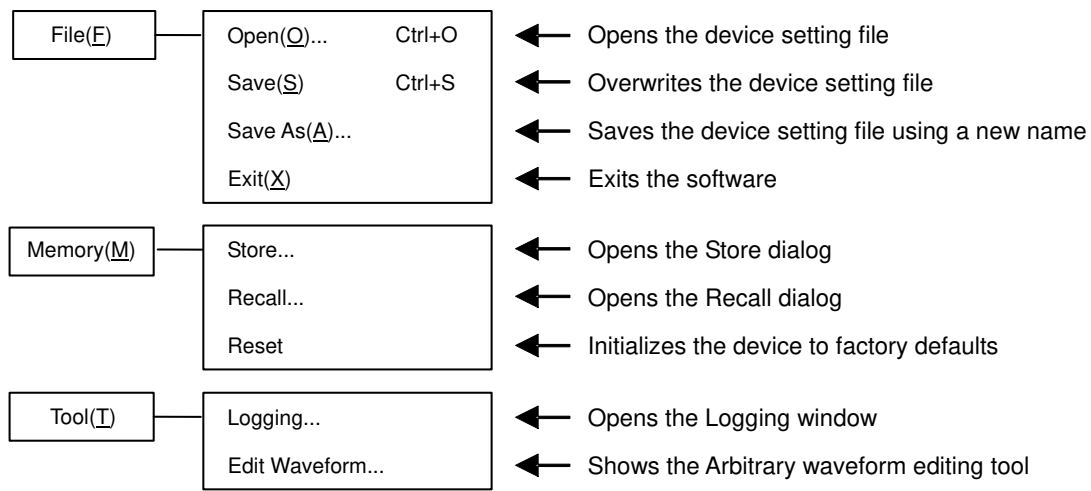 File(F) Open(O)... Ctrl+O Opens the device setting file
Save(S) Ctrl+S Overwrites the device setting file
Save As(A)... Saves the device setting file using a new name
Exit(X) Exits the software
Memory(M) Store... Opens the Store dialog
Recall... Opens the Recall dialog
Reset Initializes the device to factory defaults
Tool(T) Logging... Opens the Logging window
Edit Waveform... Shows the Arbitrary waveform editing tool